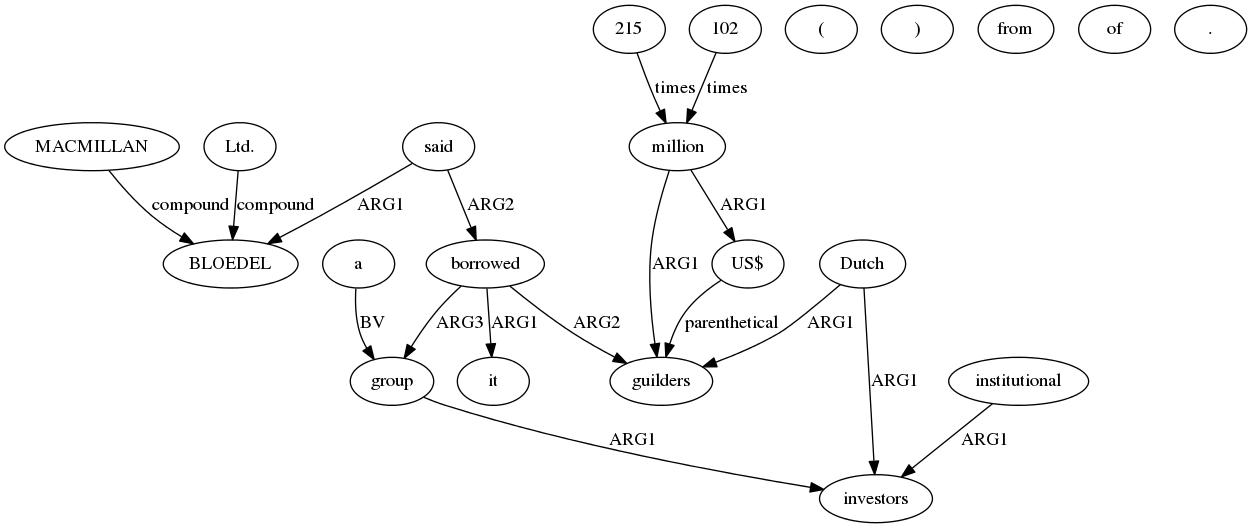 215 102 ( ) from of .
times times
MACMILLAN Ltd. said million
compound compound ARG1 ARG2 ARG1
BLOEDEL a borrowed ARG1 US$ Dutch
BV ARG3 ARG1 ARG2 parenthetical ARG1
group it guilders ARG1 institutional
ARG1 ARG1
investors